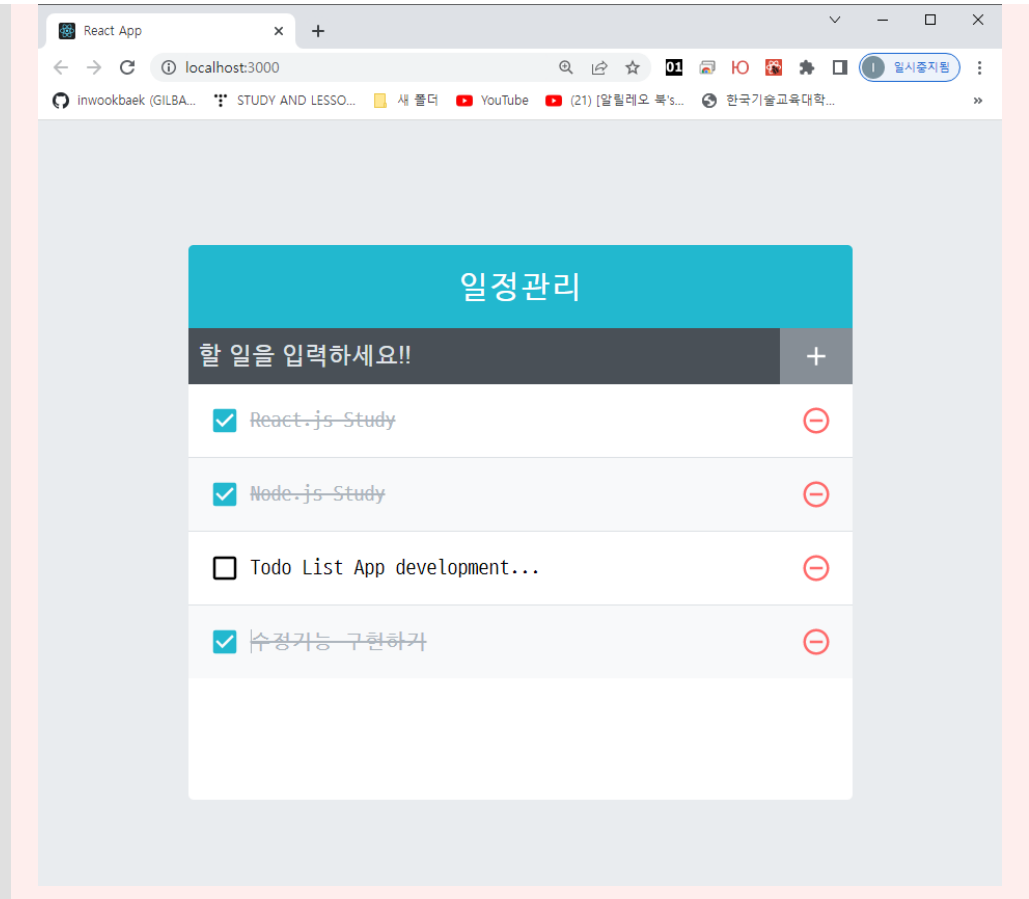 React App
localhost:3000
01
I 일시중지됨
inwookbaek (GILBA... STUDY AND LESSO... 새 폴더 YouTube (21) [알릴레오 북's... 한국기술교육대학...
일정관리
할 일을 입력하세요!! +
React.js Study
Node.js Study
Todo List App development...
수정기능 구현하기